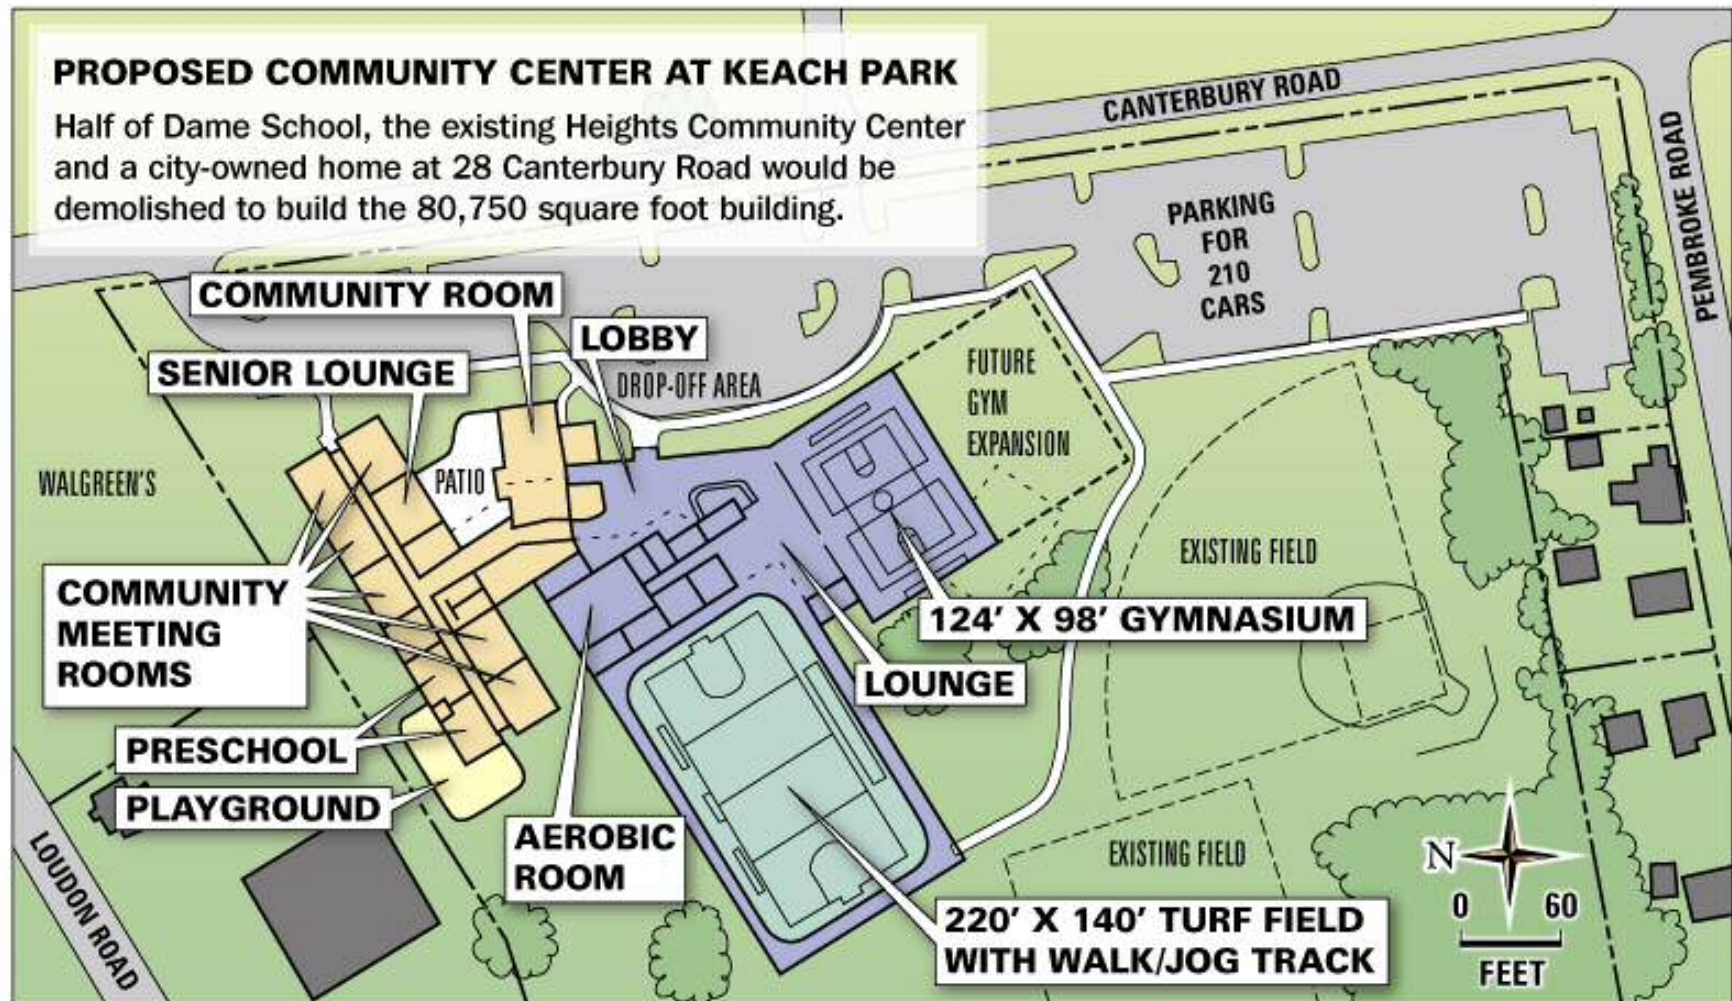 PROPOSED COMMUNITY CENTER AT KEACH PARK
Half of Dame School, the existing Heights Community Center
and a city-owned home at 28 Canterbury Road would be
demolished to build the 80,750 square foot building.
CANTERBURY ROAD
PEMBROKE ROAD
PARKING
FOR
210
CARS
COMMUNITY ROOM
LOBBY
SENIOR LOUNGE
DROP-OFF AREA
FUTURE
GYM
EXPANSION
WALGREEN'S
PATIO
EXISTING FIELD
COMMUNITY
MEETING
ROOMS
124' X 98' GYMNASIUM
LOUNGE
PRESCHOOL
PLAYGROUND
AEROBIC
ROOM
EXISTING FIELD
LOUDON ROAD
220' X 140' TURF FIELD
WITH WALK/JOG TRACK
N
0 60
FEET